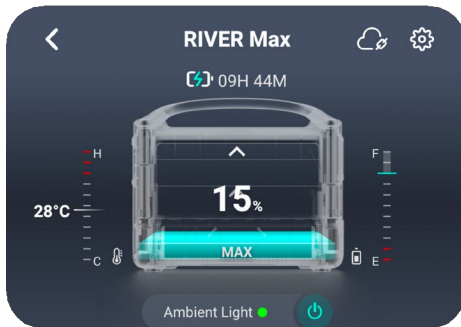 RIVER Max
09H 44M
H
F
15%
28°C
MAX
C
E
Ambient Light